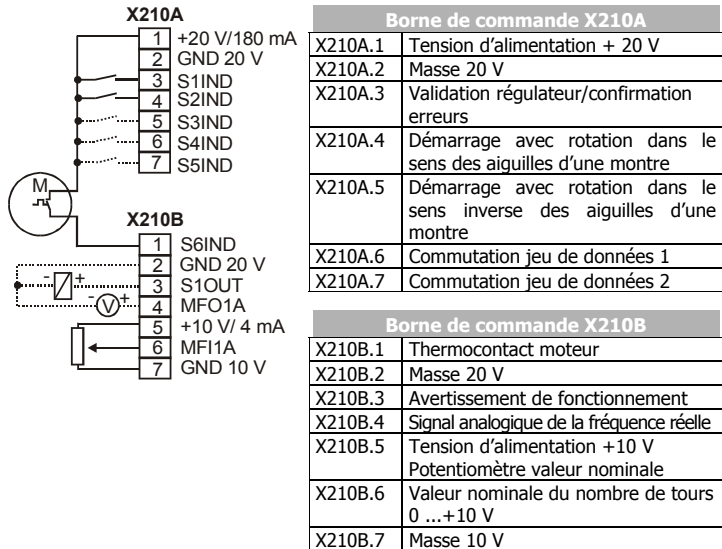 X210A
1 +20 V/180 mA
2 GND 20 V
3 S1IND
4 S2IND
5 S3IND
6 S4IND
7 S5IND
M
X210B
1 S6IND
2 GND 20 V
- + 3 S1OUT
- V + 4 MFO1A
5 +10 V/ 4 mA
6 MFI1A
7 GND 10 V
Borne de commande X210A
X210A.1 Tension d’alimentation + 20 V
X210A.2 Masse 20 V
X210A.3 Validation régulateur/confirmation
erreurs
X210A.4 Démarrage avec rotation dans le
sens des aiguilles d’une montre
X210A.5 Démarrage avec rotation dans le
sens inverse des aiguilles d’une
montre
X210A.6 Commutation jeu de données 1
X210A.7 Commutation jeu de données 2
Borne de commande X210B
X210B.1 Thermocontact moteur
X210B.2 Masse 20 V
X210B.3 Avertissement de fonctionnement
X210B.4 Signal analogique de la fréquence réelle
X210B.5 Tension d’alimentation +10 V
Potentiomètre valeur nominale
X210B.6 Valeur nominale du nombre de tours
0 ...+10 V
X210B.7 Masse 10 V